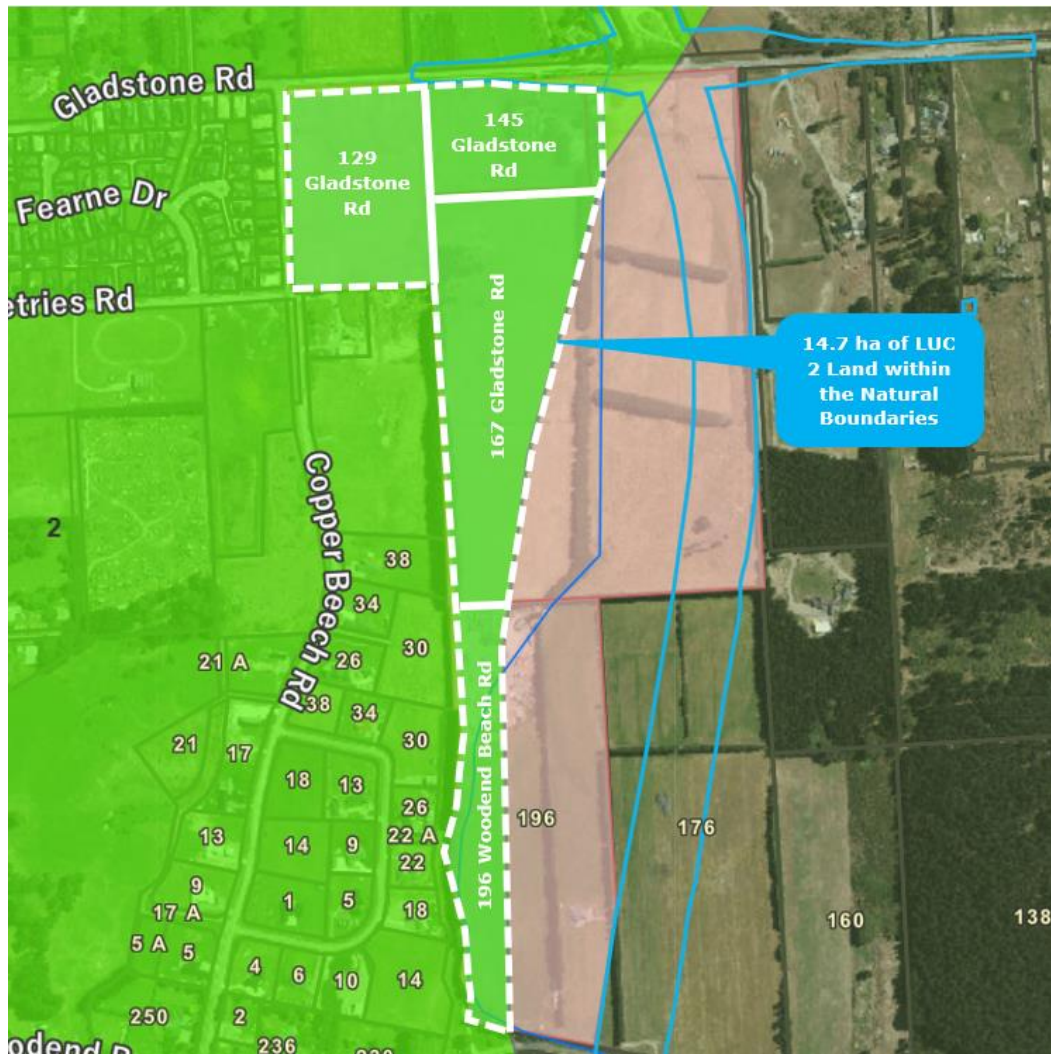 Gladstone Rd
145
Gladstone
Rd
129
Gladstone
Rd
Fearne Dr
etries Rd
167 Gladstone Rd
14.7 ha of LUC
2 Land within
the Natural
Boundaries
Copper Beech Rd
2
38
34
21 A
26
30
38
34
30
21
17
18
13
26
196 Woodend Beach Rd
196
176
13
14
9
22 A
22
9
1
5
18
17 A
160
138
5 A
5
4
6
10
14
250
2
236
odend